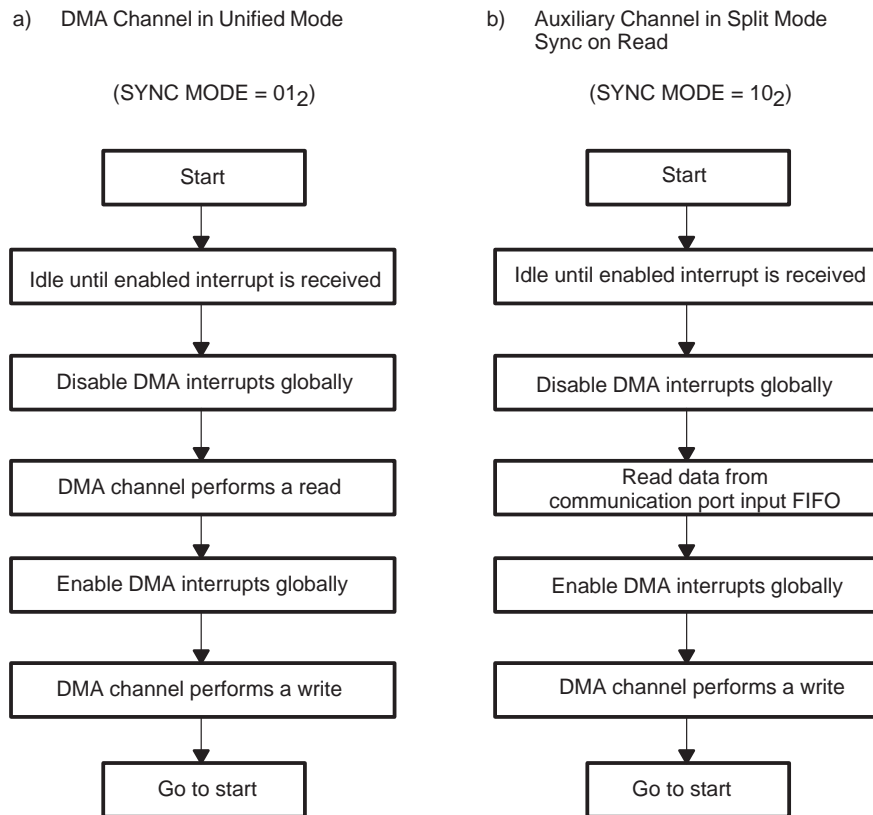 a) DMA Channel in Unified Mode
(SYNC MODE = 01₂)
Start
Idle until enabled interrupt is received
Disable DMA interrupts globally
DMA channel performs a read
Enable DMA interrupts globally
DMA channel performs a write
Go to start
b) Auxiliary Channel in Split Mode
Sync on Read
(SYNC MODE = 10₂)
Start
Idle until enabled interrupt is received
Disable DMA interrupts globally
Read data from
communication port input FIFO
Enable DMA interrupts globally
DMA channel performs a write
Go to start